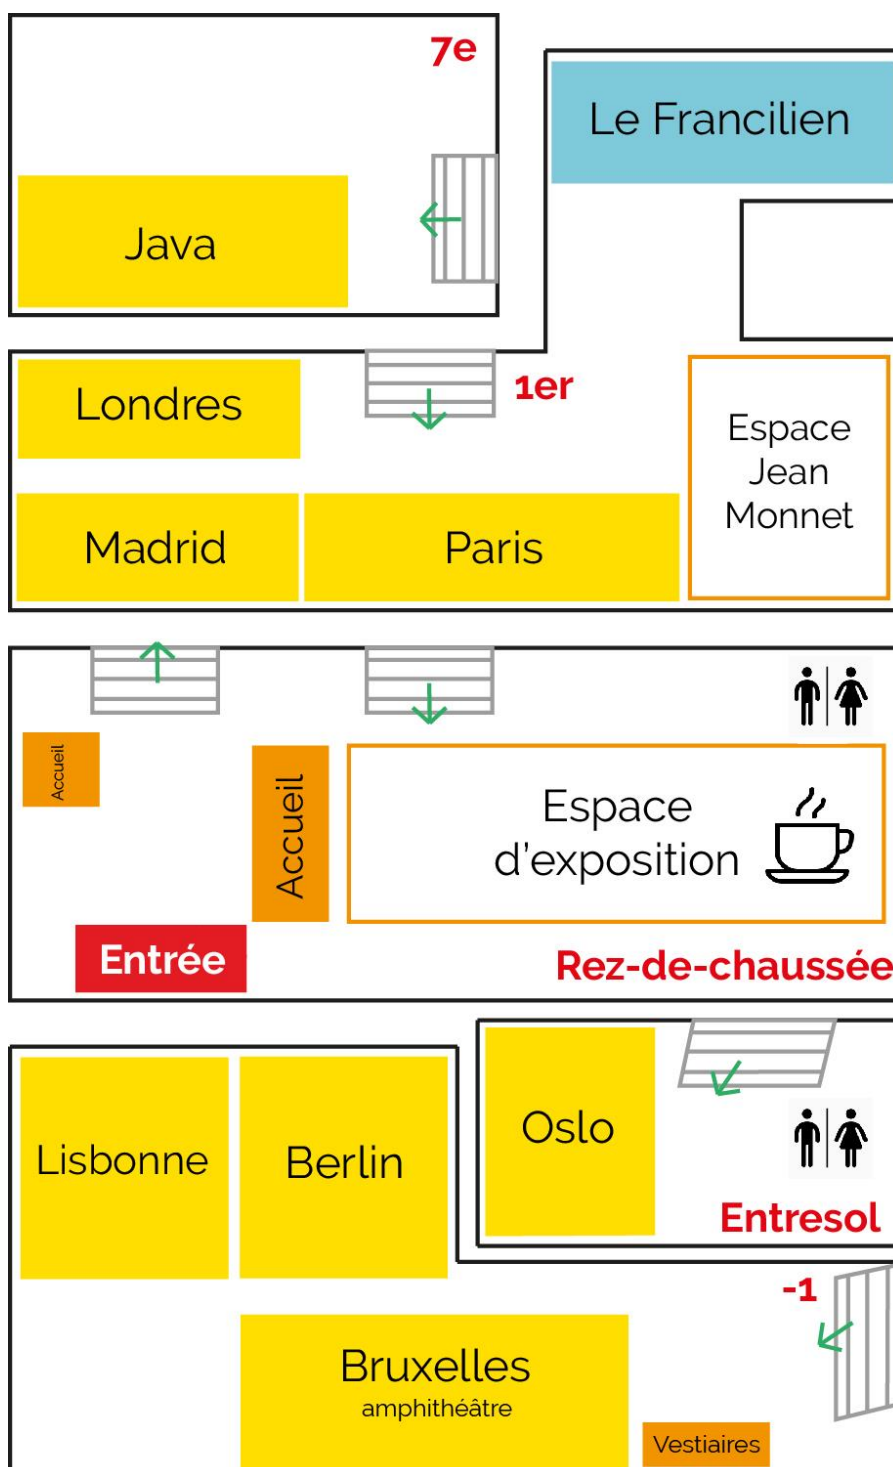 7e
Le Francilien
Java
Londres
1er
Espace
Jean
Monnet
Madrid
Paris
Accueil
Accueil
Espace
d'exposition
Entrée
Rez-de-chaussée
Lisbonne
Berlin
Oslo
Entresol
-1
Bruxelles
amphithéâtre
Vestiaires